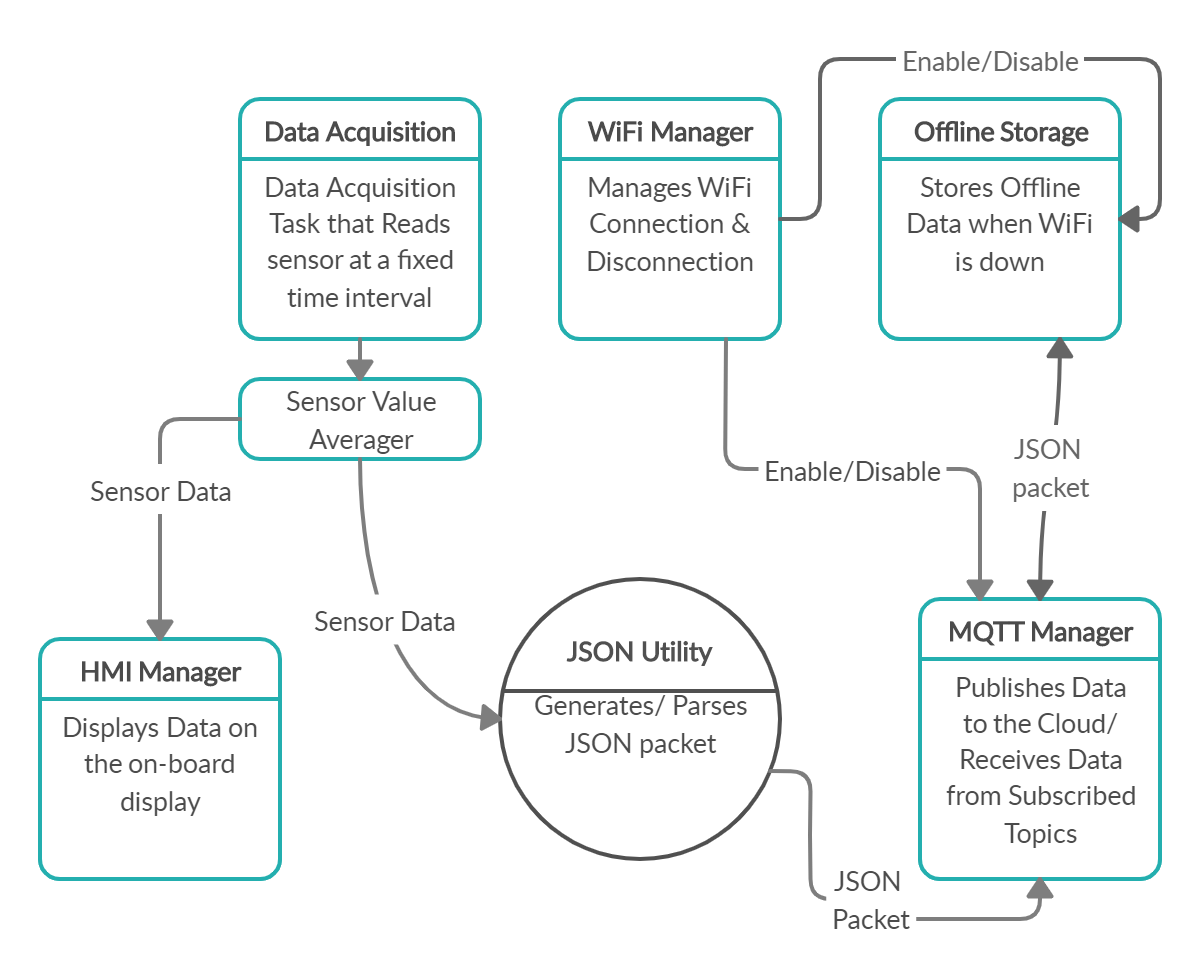 Enable/Disable
Data Acquisition
Data Acquisition
Task that Reads
sensor at a fixed
time interval
WiFi Manager
Manages WiFi
Connection &
Disconnection
Offline Storage
Stores Offline
Data when WiFi
is down
Sensor Value
Averager
Sensor Data
Enable/Disable
JSON
packet
Sensor Data
HMI Manager
Displays Data on
the on-board
display
JSON Utility
Generates/ Parses
JSON packet
MQTT Manager
Publishes Data
to the Cloud/
Receives Data
from Subscribed
Topics
JSON
Packet